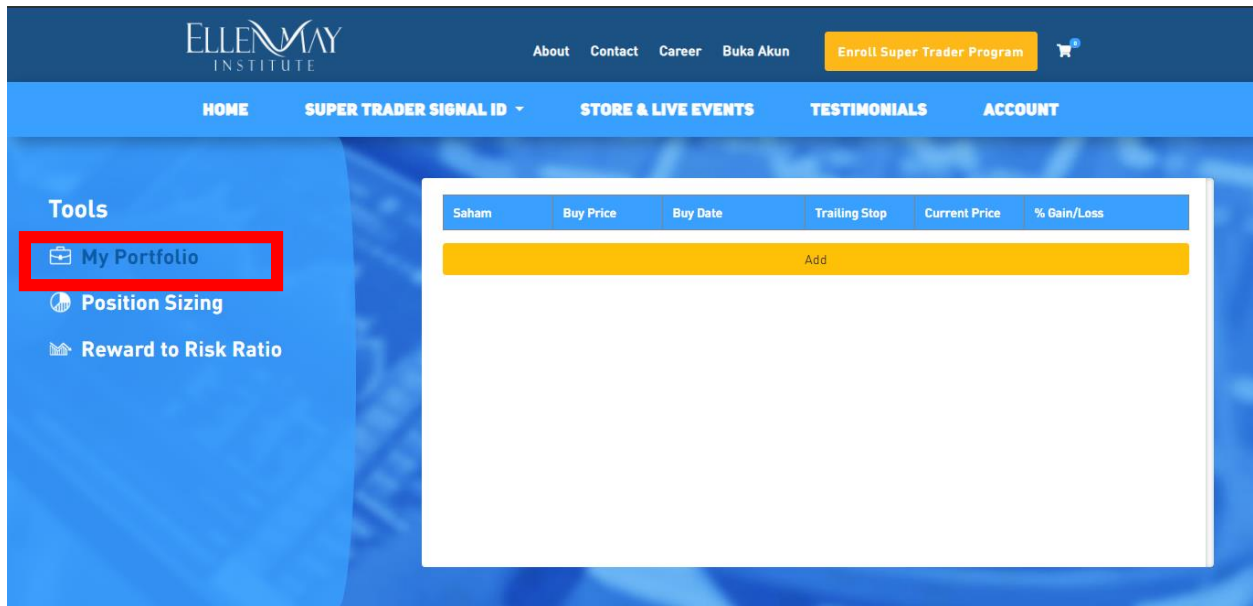 ELLEN MAY
INSTITUTE
About Contact Career Buka Akun Enroll Super Trader Program 0
HOME SUPER TRADER SIGNAL ID STORE & LIVE EVENTS TESTIMONIALS ACCOUNT
Tools
My Portfolio
Position Sizing
Reward to Risk Ratio
Saham Buy Price Buy Date Trailing Stop Current Price % Gain/Loss
Add